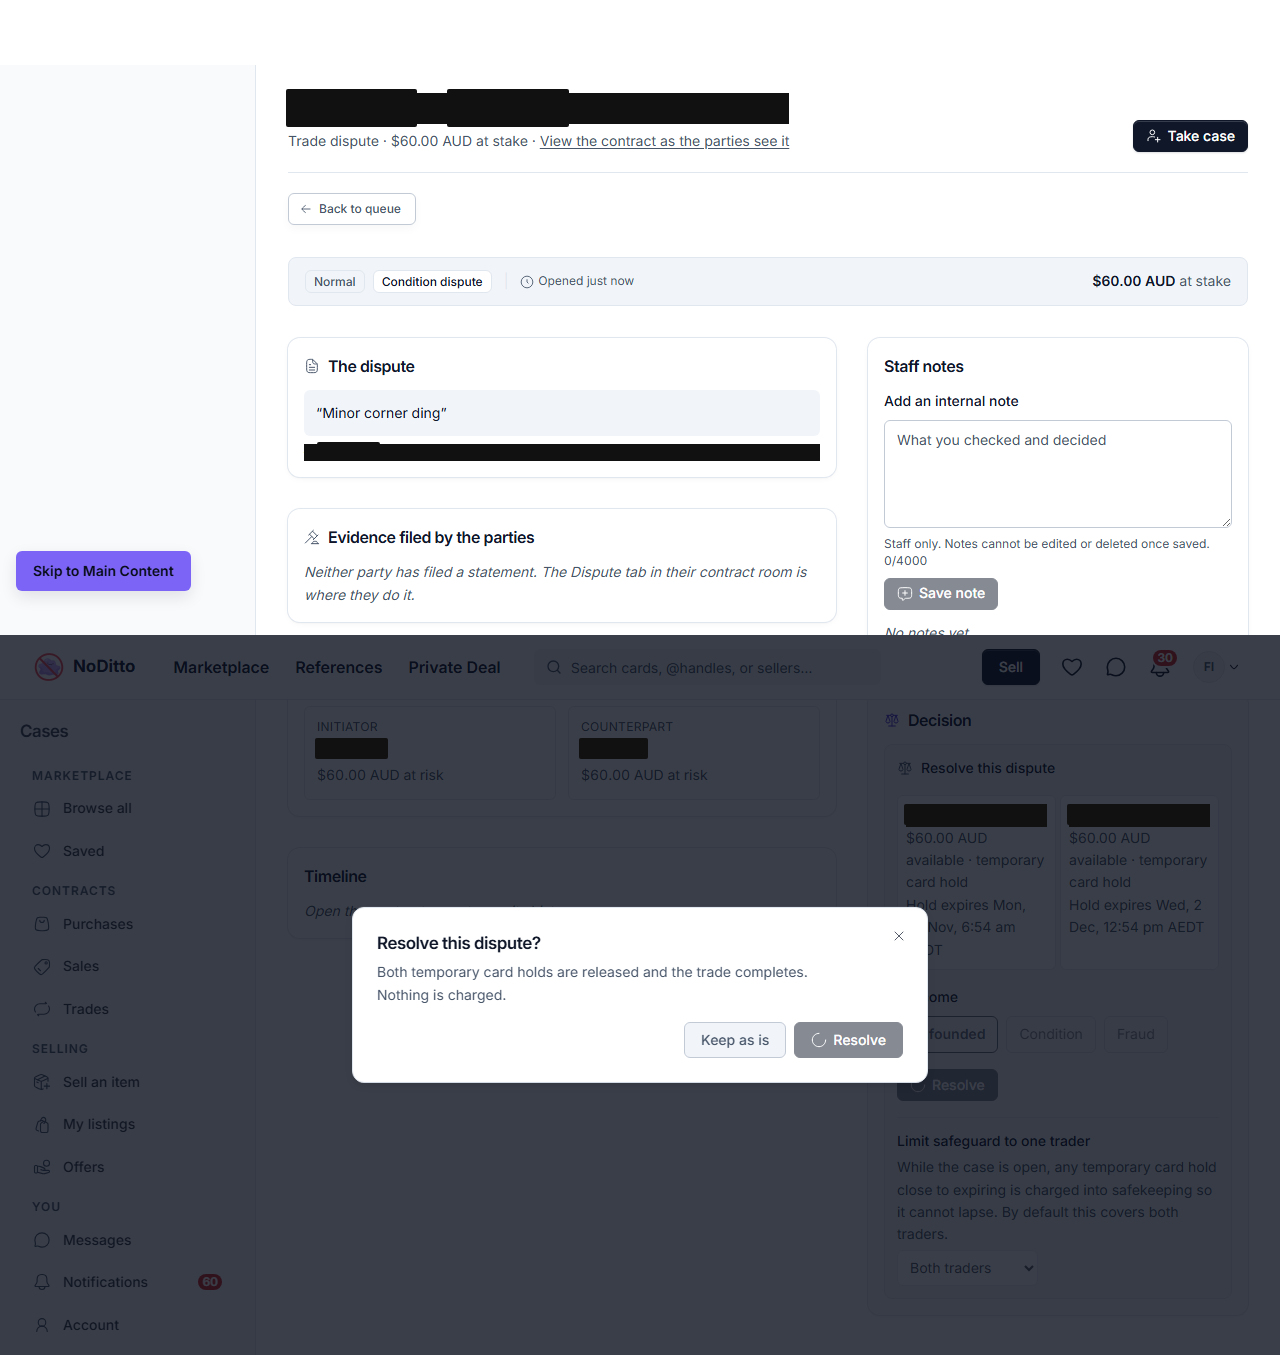 Trade dispute · $60.00 AUD at stake · View the contract as the parties see it
Take case
Back to queue
Normal
Condition dispute
Opened just now
$60.00 AUD at stake
The dispute
“Minor corner ding”
Evidence filed by the parties
Neither party has filed a statement. The Dispute tab in their contract room is
where they do it.
Staff notes
Add an internal note
What you checked and decided
Staff only. Notes cannot be edited or deleted once saved.
0/4000
Save note
No notes yet
Skip to Main Content
NoDitto
Marketplace
References
Private Deal
Search cards, @handles, or sellers...
Sell
30
FI
Cases
MARKETPLACE
Browse all
Saved
CONTRACTS
Purchases
Sales
Trades
SELLING
Sell an item
My listings
Offers
YOU
Messages
Notifications
60
Account
INITIATOR
$60.00 AUD at risk
COUNTERPART
$60.00 AUD at risk
Timeline
Open
Resolve this dispute?
Both temporary card holds are released and the trade completes.
Nothing is charged.
Keep as is
Resolve
Decision
Resolve this dispute
$60.00 AUD
available · temporary
card hold
Hold expires Mon,
Nov, 6:54 am
$60.00 AUD
available · temporary
card hold
Hold expires Wed, 2
Dec, 12:54 pm AEDT
Condition
Fraud
Resolve
Limit safeguard to one trader
While the case is open, any temporary card hold
close to expiring is charged into safekeeping so
it cannot lapse. By default this covers both
traders.
Both traders